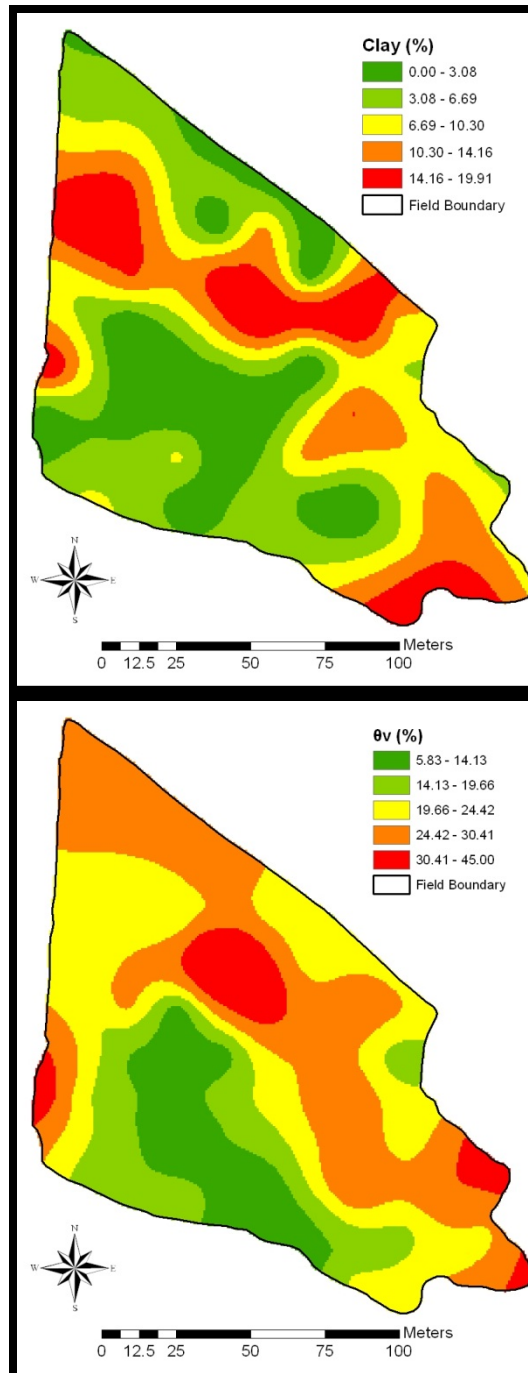 Clay (%)
0.00 - 3.08
3.08 - 6.69
6.69 - 10.30
10.30 - 14.16
14.16 - 19.91
Field Boundary
N
W E
S
Meters
0 12.5 25 50 75 100
θv (%)
5.83 - 14.13
14.13 - 19.66
19.66 - 24.42
24.42 - 30.41
30.41 - 45.00
Field Boundary
N
W E
S
Meters
0 12.5 25 50 75 100